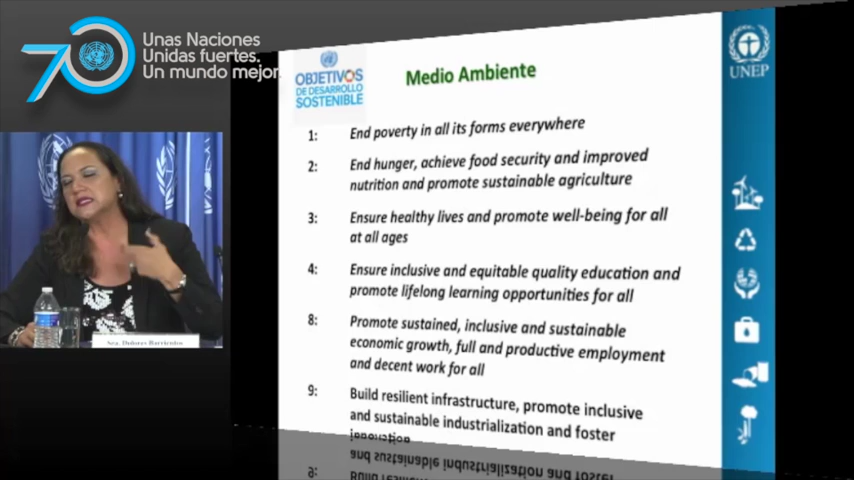 70
Unas Naciones
Unidas fuertes.
Un mundo mejor.
OBJETIVOS
DE DESARROLLO
SOSTENIBLE
Medio Ambiente
UNEP
1: End poverty in all its forms everywhere
2: End hunger, achieve food security and improved
nutrition and promote sustainable agriculture
3: Ensure healthy lives and promote well-being for all
at all ages
4: Ensure inclusive and equitable quality education and
promote lifelong learning opportunities for all
8: Promote sustained, inclusive and sustainable
economic growth, full and productive employment
and decent work for all
9: Build resilient infrastructure, promote inclusive
and sustainable industrialization and foster
innovation
Sra. Dolores Barrientos